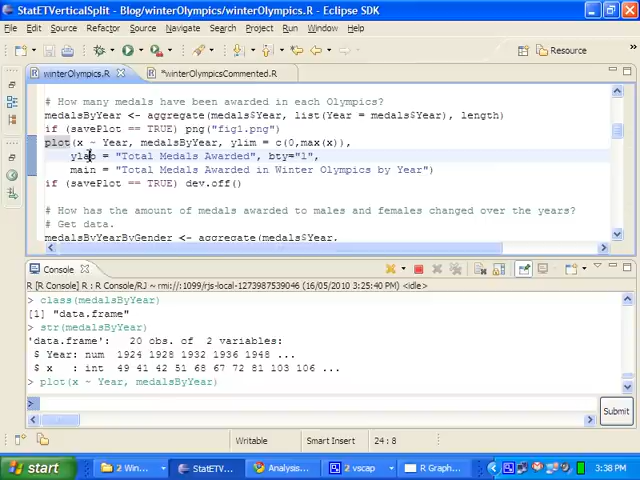 StatETVerticalSplit - Blog/winterOlympics/winterOlympics.R - Eclipse SDK
File Edit Source Refactor Navigate Search Project Run Window Help
Resource
winterOlympics.R
*winterOlympicsCommented.R
# How many medals have been awarded in each Olympics?
medalsByYear <- aggregate(medals$Year, list(Year = medals$Year), length)
if (savePlot == TRUE) png("fig1.png")
plot(x ~ Year, medalsByYear, ylim = c(0,max(x)),
ylab = "Total Medals Awarded", bty="l",
main = "Total Medals Awarded in Winter Olympics by Year")
if (savePlot == TRUE) dev.off()
# How has the amount of medals awarded to males and females changed over the years?
# Get data.
medalsByYearByGender <- aggregate(medals$Year,
Console
R [R Console] : R Console/RJ ~ rmi://:1099/rjs-local-1273987539046 (16/05/2010 3:25:40 PM) <idle>
> class(medalsByYear)
[1] "data.frame"
> str(medalsByYear)
'data.frame': 20 obs. of 2 variables:
$ Year: num 1924 1928 1932 1936 1948 ...
$ x : int 49 41 42 51 68 67 72 81 103 106 ...
> plot(x ~ Year, medalsByYear)
>
Submit
Writable
Smart Insert
24 : 8
start
2 Win...
StatETV...
Analysis...
2 vscap
R Graph...
3:38 PM